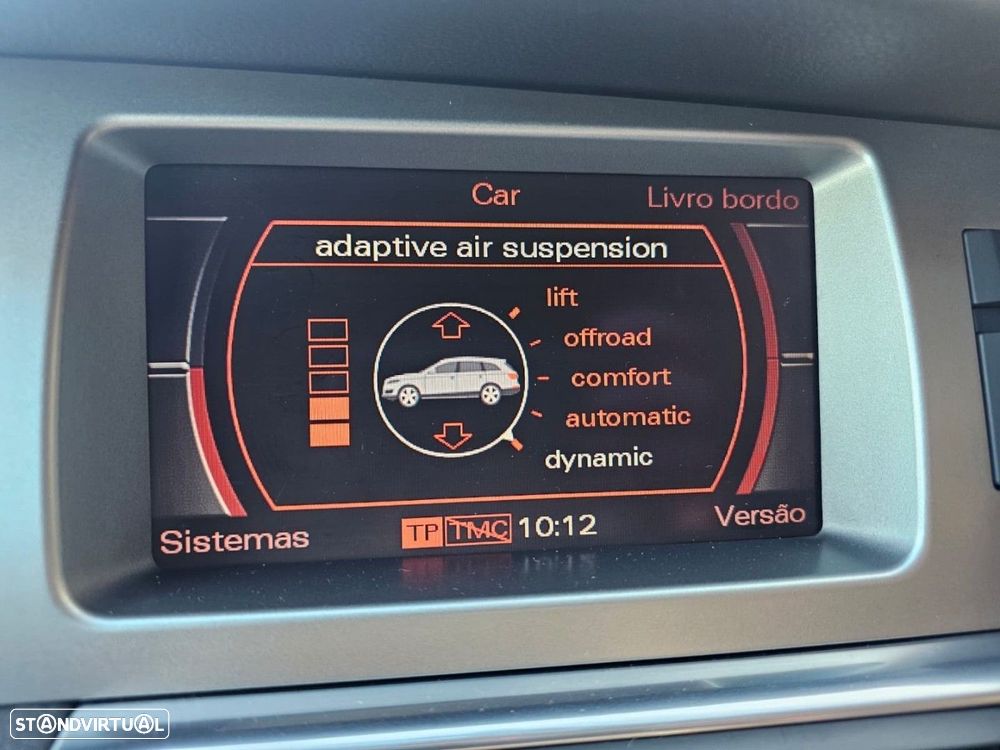 Car
Livro bordo
adaptive air suspension
lift
offroad
comfort
automatic
dynamic
Sistemas
TP TMC 10:12
Versão
STANDVIRTUAL